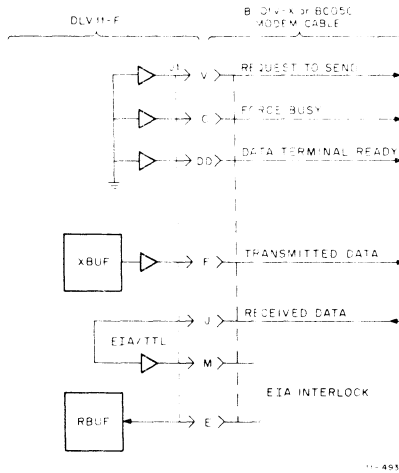 DLV11-F
MODEM CABLE
J1
V
REQUEST TO SEND
C
FORCE BUSY
DD
DATA TERMINAL READY
XBUF
F
TRANSMITTED DATA
J
RECEIVED DATA
EIA/TTL
M
EIA INTERLOCK
RBUF
E